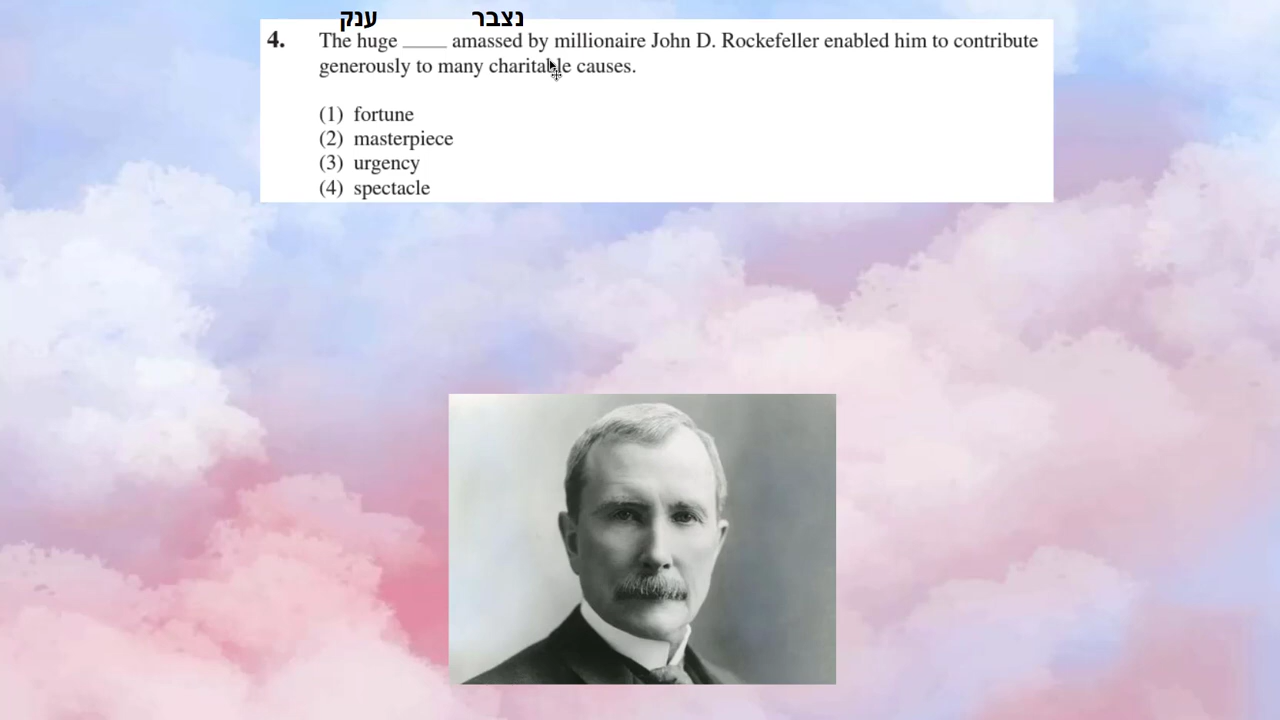 ענק נצבר
4. The huge _____ amassed by millionaire John D. Rockefeller enabled him to contribute
generously to many charitable causes.
(1) fortune
(2) masterpiece
(3) urgency
(4) spectacle